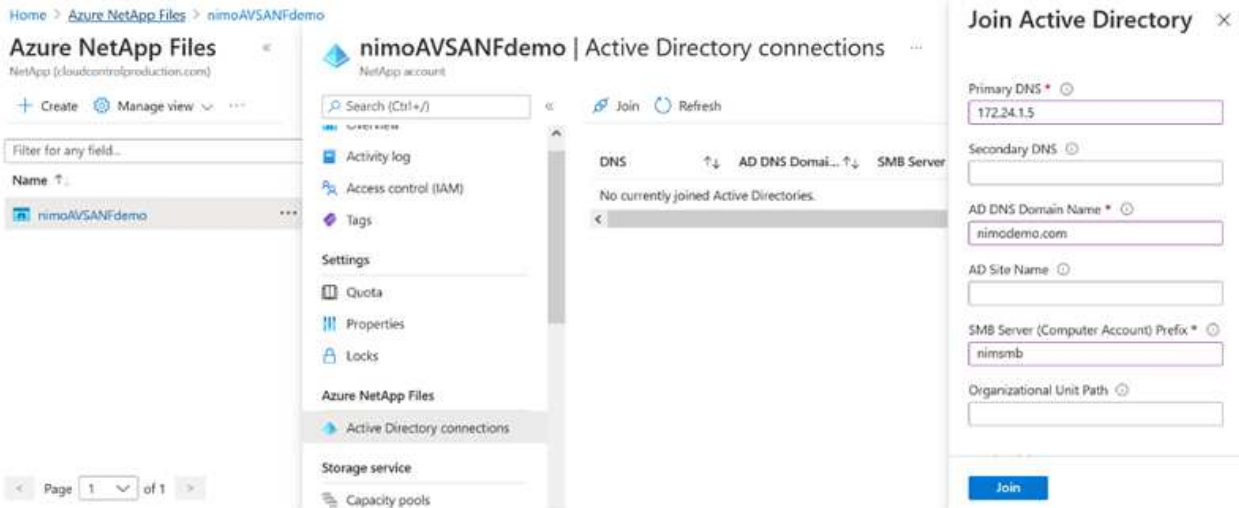 Home > Azure NetApp Files > nimoAVSANFdemo
Azure NetApp Files «
NetApp (cloudcontrolproduction.com)
+ Create Manage view ···
Filter for any field...
Name ↑↓
nimoAVSANFdemo ···
< Page 1 of 1 >
nimoAVSANFdemo | Active Directory connections ···
NetApp account
Search (Ctrl+/) «
Overview
Activity log
Access control (IAM)
Tags
Settings
Quota
Properties
Locks
Azure NetApp Files
Active Directory connections
Storage service
Capacity pools
Join Refresh
DNS ↑↓ AD DNS Domai... ↑↓ SMB Server
No currently joined Active Directories.
Join Active Directory ×
Primary DNS *
172.24.1.5
Secondary DNS
AD DNS Domain Name *
nimodemo.com
AD Site Name
SMB Server (Computer Account) Prefix *
nimsmb
Organizational Unit Path
Join